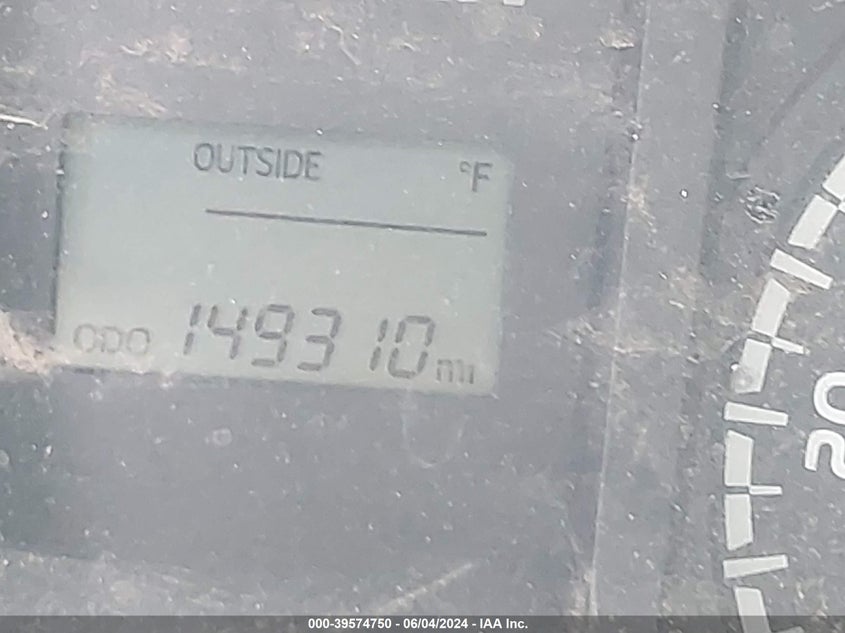 OUTSIDE °F
ODO 149310 mi
20
000-39574750 - 06/04/2024 - IAA Inc.